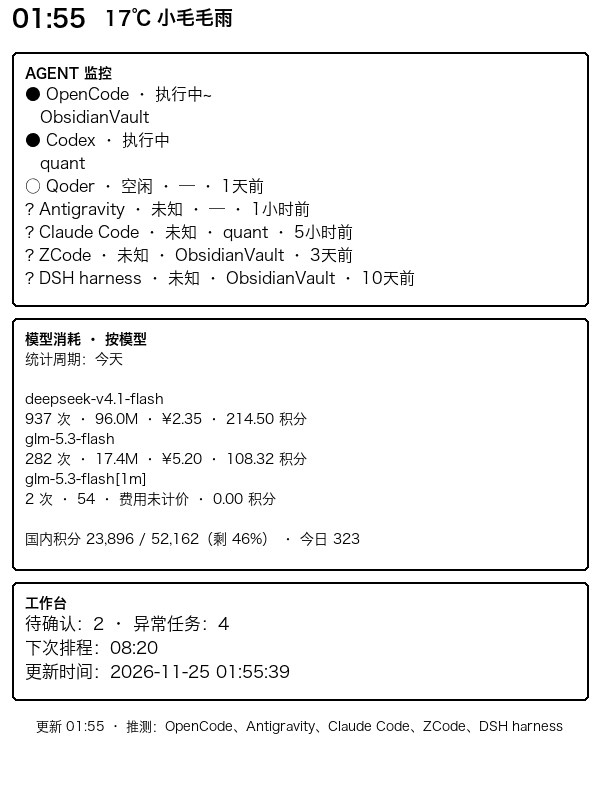 01:55 17℃ 小毛毛雨
AGENT 监控
● OpenCode · 执行中~
ObsidianVault
● Codex · 执行中
quant
○ Qoder · 空闲 · — · 1天前
? Antigravity · 未知 · — · 1小时前
? Claude Code · 未知 · quant · 5小时前
? ZCode · 未知 · ObsidianVault · 3天前
? DSH harness · 未知 · ObsidianVault · 10天前
模型消耗 · 按模型
统计周期：今天
deepseek-v4.1-flash
937 次 · 96.0M · ¥2.35 · 214.50 积分
glm-5.3-flash
282 次 · 17.4M · ¥5.20 · 108.32 积分
glm-5.3-flash[1m]
2 次 · 54 · 费用未计价 · 0.00 积分
国内积分 23,896 / 52,162（剩 46%） · 今日 323
工作台
待确认：2 · 异常任务：4
下次排程：08:20
更新时间：2026-11-25 01:55:39
更新 01:55 · 推测：OpenCode、Antigravity、Claude Code、ZCode、DSH harness